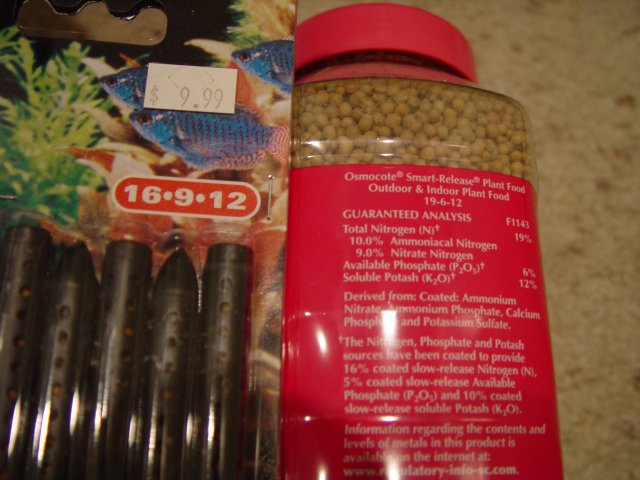 $ 9.99
16•9•12
Osmocote® Smart-Release® Plant Food
Outdoor & Indoor Plant Food
19-6-12
GUARANTEED ANALYSIS F1143
Total Nitrogen (N)† 19%
10.0% Ammoniacal Nitrogen
9.0% Nitrate Nitrogen
Available Phosphate (P₂O₅)† 6%
Soluble Potash (K₂O)† 12%
Derived from: Coated: Ammonium
Nitrate, Ammonium Phosphate, Calcium
Phosphate and Potassium Sulfate.
†The Nitrogen, Phosphate and Potash
sources have been coated to provide
16% coated slow-release Nitrogen (N),
5% coated slow-release Available
Phosphate (P₂O₅) and 10% coated
slow-release soluble Potash (K₂O).
Information regarding the contents and
levels of metals in this product is
available on the internet at:
www.regulatory-info-sc.com